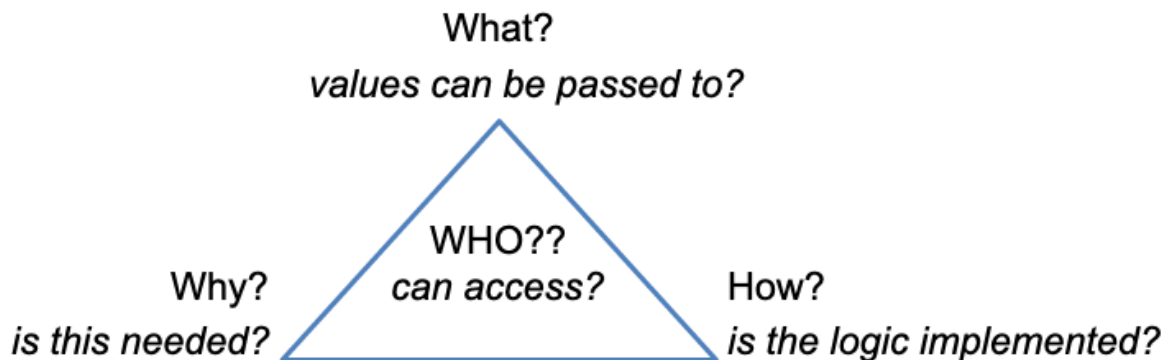 What?
values can be passed to?
WHO??
can access?
Why?
is this needed?
How?
is the logic implemented?